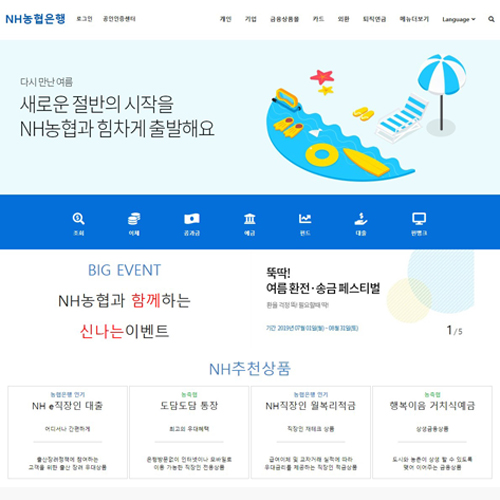 NH농협은행 로그인 공인인증센터 개인 기업 금융상품몰 카드 외환 퇴직연금 메뉴더보기 Language
다시 만난 여름
새로운 절반의 시작을
NH농협과 힘차게 출발해요
조회 이체 공과금 예금 펀드 대출 원뱅크
BIG EVENT
NH농협과 함께하는
신나는이벤트
뚝딱!
여름 환전·송금 페스티벌
환율 걱정 뚝! 필요할때 딱!
기간 2019년 07월 01일(월) ~ 08월 31일(토)
1 / 5
NH추천상품
농협은행 인기
NH e직장인 대출
어디서나 간편하게
출산장려정책에 참여하는
고객을 위한 출산 장려 우대상품
농축협
도담도담 통장
최고의 우대혜택
은행방문없이 인터넷이나 모바일로
이용 가능한 직장인 전용상품
농협은행 인기
NH직장인 월복리적금
직장인 재테크 상품
급여이체 및 교차거래 실적에 따라
우대금리를 제공하는 직장인 적금상품
농축협
행복이음 거치식예금
상생금융상품
도시와 농촌이 상생 할 수 있도록
맺어 이어주는 금융상품